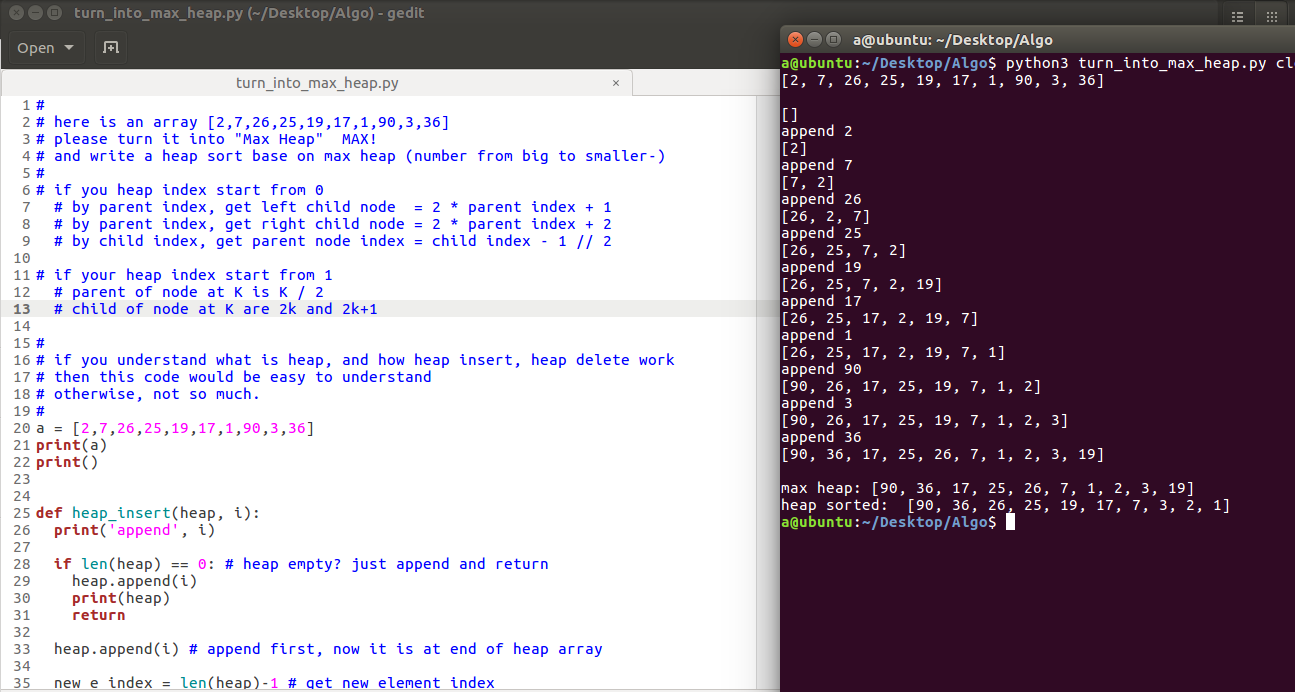 turn_into_max_heap.py (~/Desktop/Algo) - gedit
Open
turn_into_max_heap.py ×
1 #
2 # here is an array [2,7,26,25,19,17,1,90,3,36]
3 # please turn it into "Max Heap"  MAX!
4 # and write a heap sort base on max heap (number from big to smaller-)
5 #
6 # if you heap index start from 0
7   # by parent index, get left child node  = 2 * parent index + 1
8   # by parent index, get right child node = 2 * parent index + 2
9   # by child index, get parent node index = child index - 1 // 2
10
11 # if your heap index start from 1
12   # parent of node at K is K / 2
13   # child of node at K are 2k and 2k+1
14
15 #
16 # if you understand what is heap, and how heap insert, heap delete work
17 # then this code would be easy to understand
18 # otherwise, not so much.
19 #
20 a = [2,7,26,25,19,17,1,90,3,36]
21 print(a)
22 print()
23
24
25 def heap_insert(heap, i):
26   print('append', i)
27
28   if len(heap) == 0: # heap empty? just append and return
29     heap.append(i)
30     print(heap)
31     return
32
33   heap.append(i) # append first, now it is at end of heap array
34
35   new_e_index = len(heap)-1 # get new element index
a@ubuntu: ~/Desktop/Algo
a@ubuntu:~/Desktop/Algo$ python3 turn_into_max_heap.py cl
[2, 7, 26, 25, 19, 17, 1, 90, 3, 36]
[]
append 2
[2]
append 7
[7, 2]
append 26
[26, 2, 7]
append 25
[26, 25, 7, 2]
append 19
[26, 25, 7, 2, 19]
append 17
[26, 25, 17, 2, 19, 7]
append 1
[26, 25, 17, 2, 19, 7, 1]
append 90
[90, 26, 17, 25, 19, 7, 1, 2]
append 3
[90, 26, 17, 25, 19, 7, 1, 2, 3]
append 36
[90, 36, 17, 25, 26, 7, 1, 2, 3, 19]
max heap: [90, 36, 17, 25, 26, 7, 1, 2, 3, 19]
heap sorted:  [90, 36, 26, 25, 19, 17, 7, 3, 2, 1]
a@ubuntu:~/Desktop/Algo$